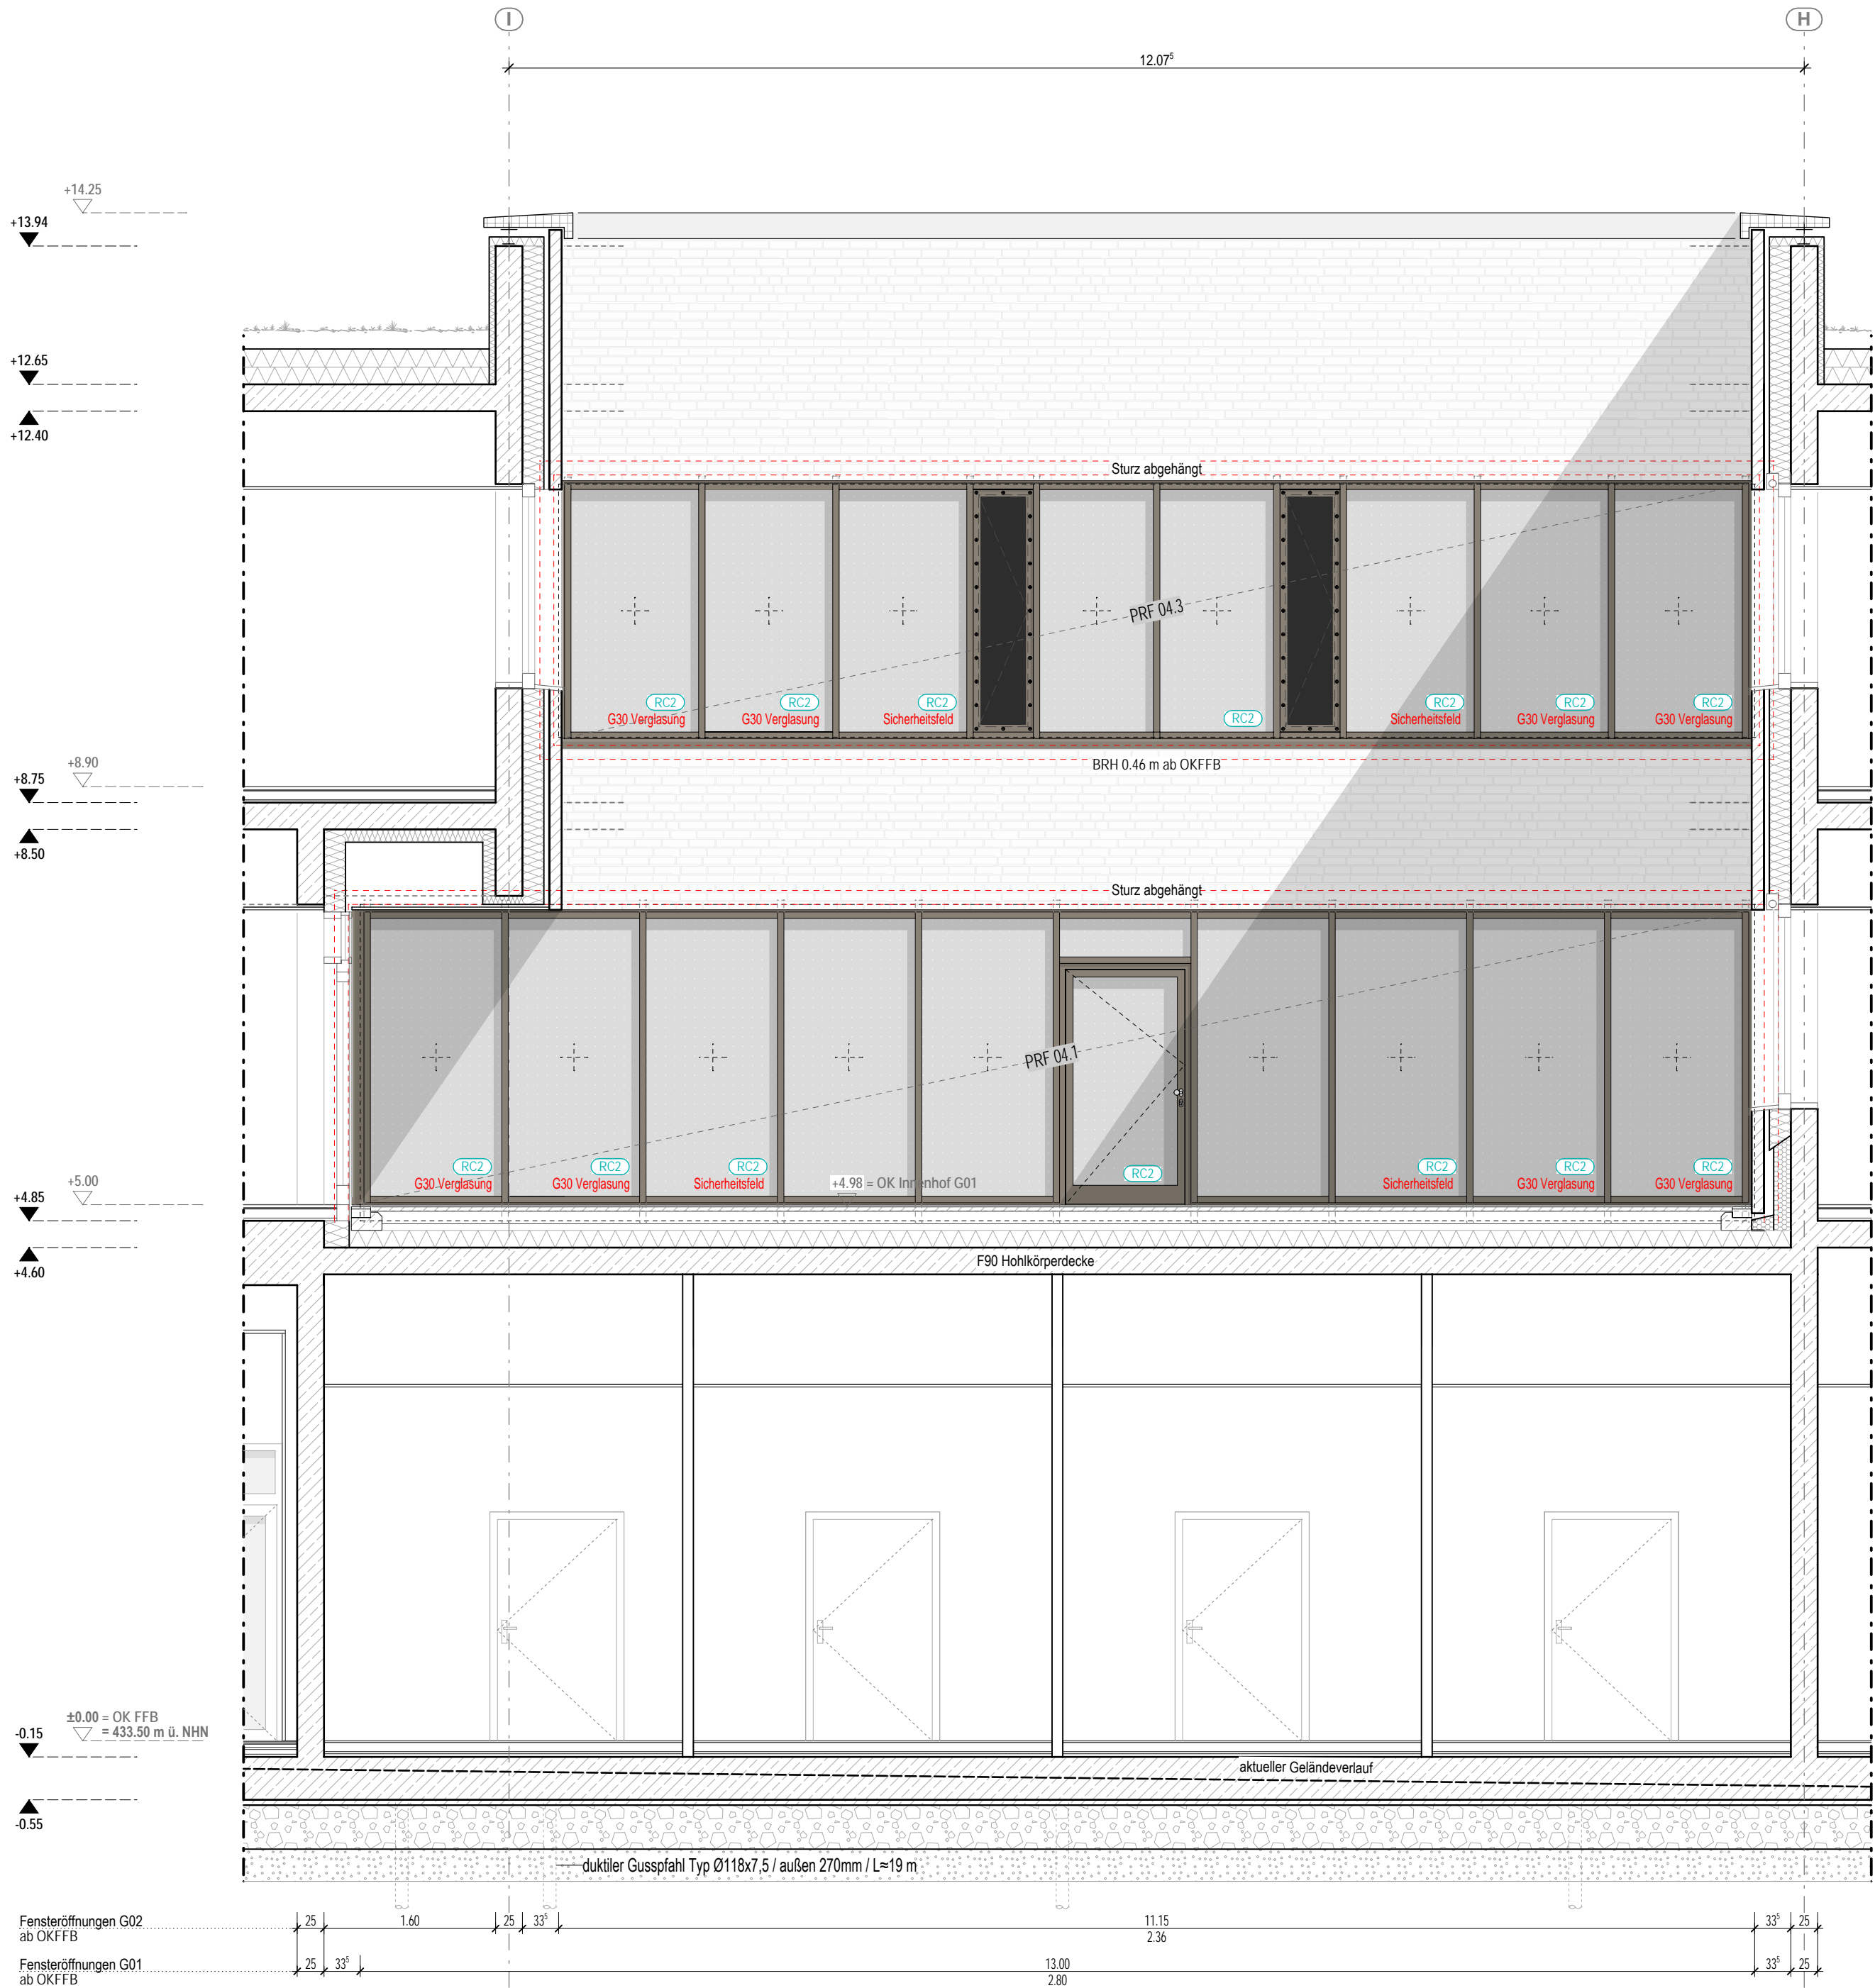 I
H
12.07⁵
+14.25
+13.94
+12.65
+12.40
Sturz abgehängt
PRF 04.3
RC2
RC2
RC2
RC2
RC2
RC2
RC2
G30 Verglasung
G30 Verglasung
Sicherheitsfeld
Sicherheitsfeld
G30 Verglasung
G30 Verglasung
BRH 0.46 m ab OKFFB
+8.90
+8.75
+8.50
Sturz abgehängt
PRF 04.1
RC2
RC2
RC2
RC2
RC2
RC2
RC2
G30 Verglasung
G30 Verglasung
Sicherheitsfeld
+4.98 = OK Innenhof G01
Sicherheitsfeld
G30 Verglasung
G30 Verglasung
+5.00
+4.85
+4.60
F90 Hohlkörperdecke
±0.00 = OK FFB
= 433.50 m ü. NHN
-0.15
aktueller Geländeverlauf
-0.55
duktiler Gusspfahl Typ Ø118x7,5 / außen 270mm / L≈19 m
Fensteröffnungen G02
ab OKFFB
25
1.60
25
33⁵
11.15
2.36
33⁵
25
Fensteröffnungen G01
ab OKFFB
25
33⁵
13.00
2.80
33⁵
25